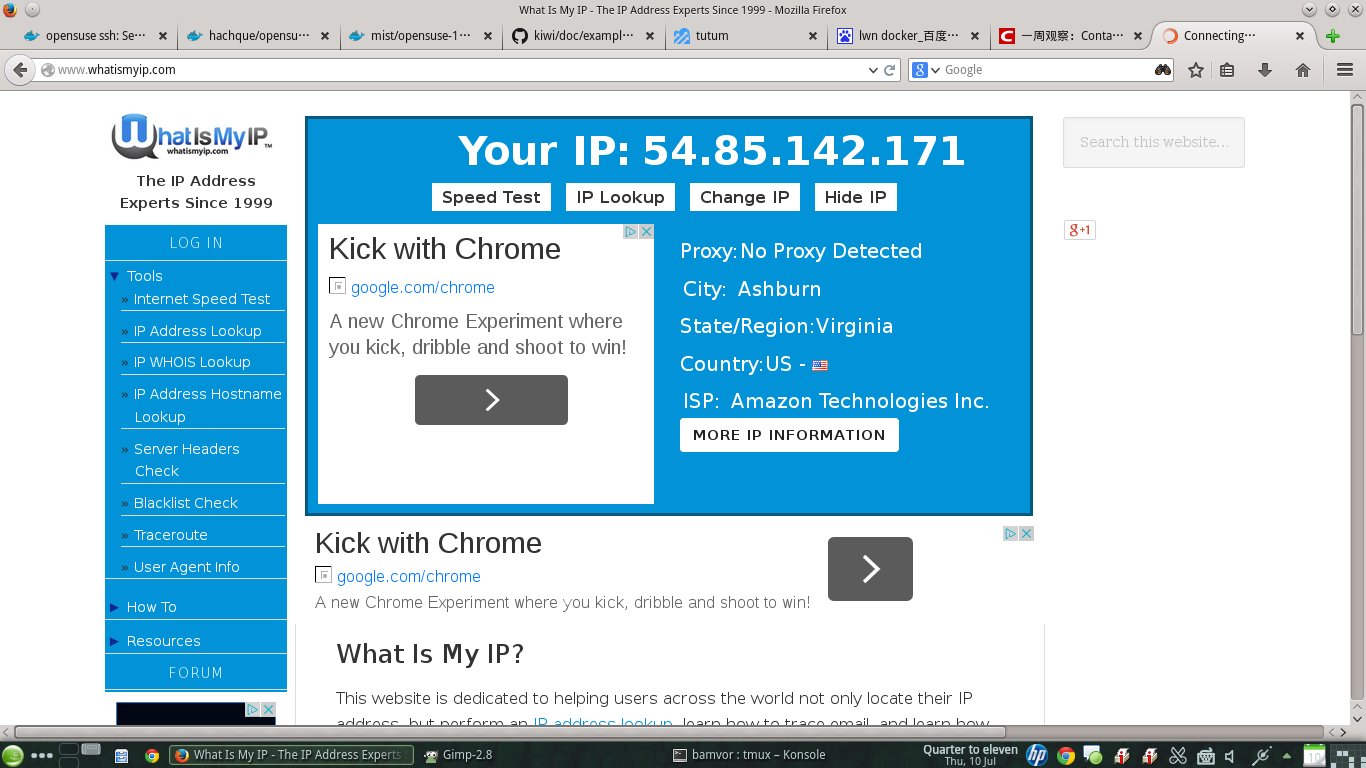 What Is My IP - The IP Address Experts Since 1999 - Mozilla Firefox
opensuse ssh: Se...
hachque/opensu...
mist/opensuse-1...
kiwi/doc/exampl...
tutum
lwn docker_百度...
一周观察：Conta...
Connecting...
www.whatismyip.com
Google
WhatIsMyIP
whatismyip.com
The IP Address
Experts Since 1999
LOG IN
Tools
» Internet Speed Test
» IP Address Lookup
» IP WHOIS Lookup
» IP Address Hostname
Lookup
» Server Headers
Check
» Blacklist Check
» Traceroute
» User Agent Info
How To
Resources
FORUM
Your IP: 54.85.142.171
Speed Test
IP Lookup
Change IP
Hide IP
Kick with Chrome
google.com/chrome
A new Chrome Experiment where
you kick, dribble and shoot to win!
Proxy:No Proxy Detected
City: Ashburn
State/Region:Virginia
Country:US -
ISP: Amazon Technologies Inc.
MORE IP INFORMATION
Search this website...
g+1
Kick with Chrome
google.com/chrome
A new Chrome Experiment where you kick, dribble and shoot to win!
What Is My IP?
This website is dedicated to helping users across the world not only locate their IP
address, but perform an IP address lookup, learn how to trace email, and learn how
What Is My IP - The IP Address Experts
Gimp-2.8
bamvor : tmux – Konsole
Quarter to eleven
Thu, 10 Jul
hp
10